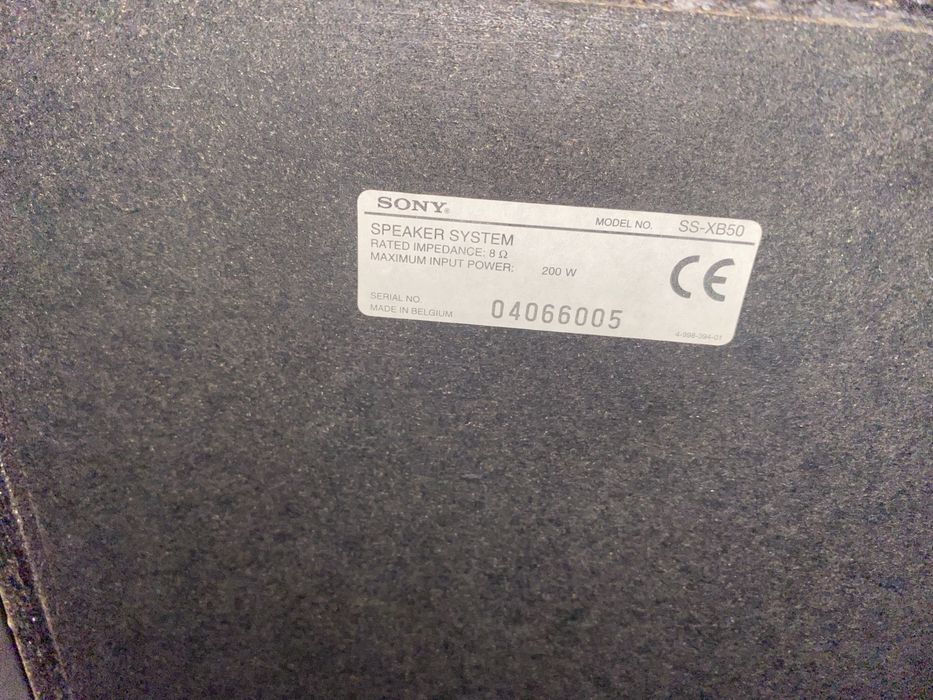 SONY®
MODEL NO. SS-XB50
SPEAKER SYSTEM
RATED IMPEDANCE: 8 Ω
MAXIMUM INPUT POWER: 200 W
CE
SERIAL NO.
MADE IN BELGIUM 04066005
4-998-394-01